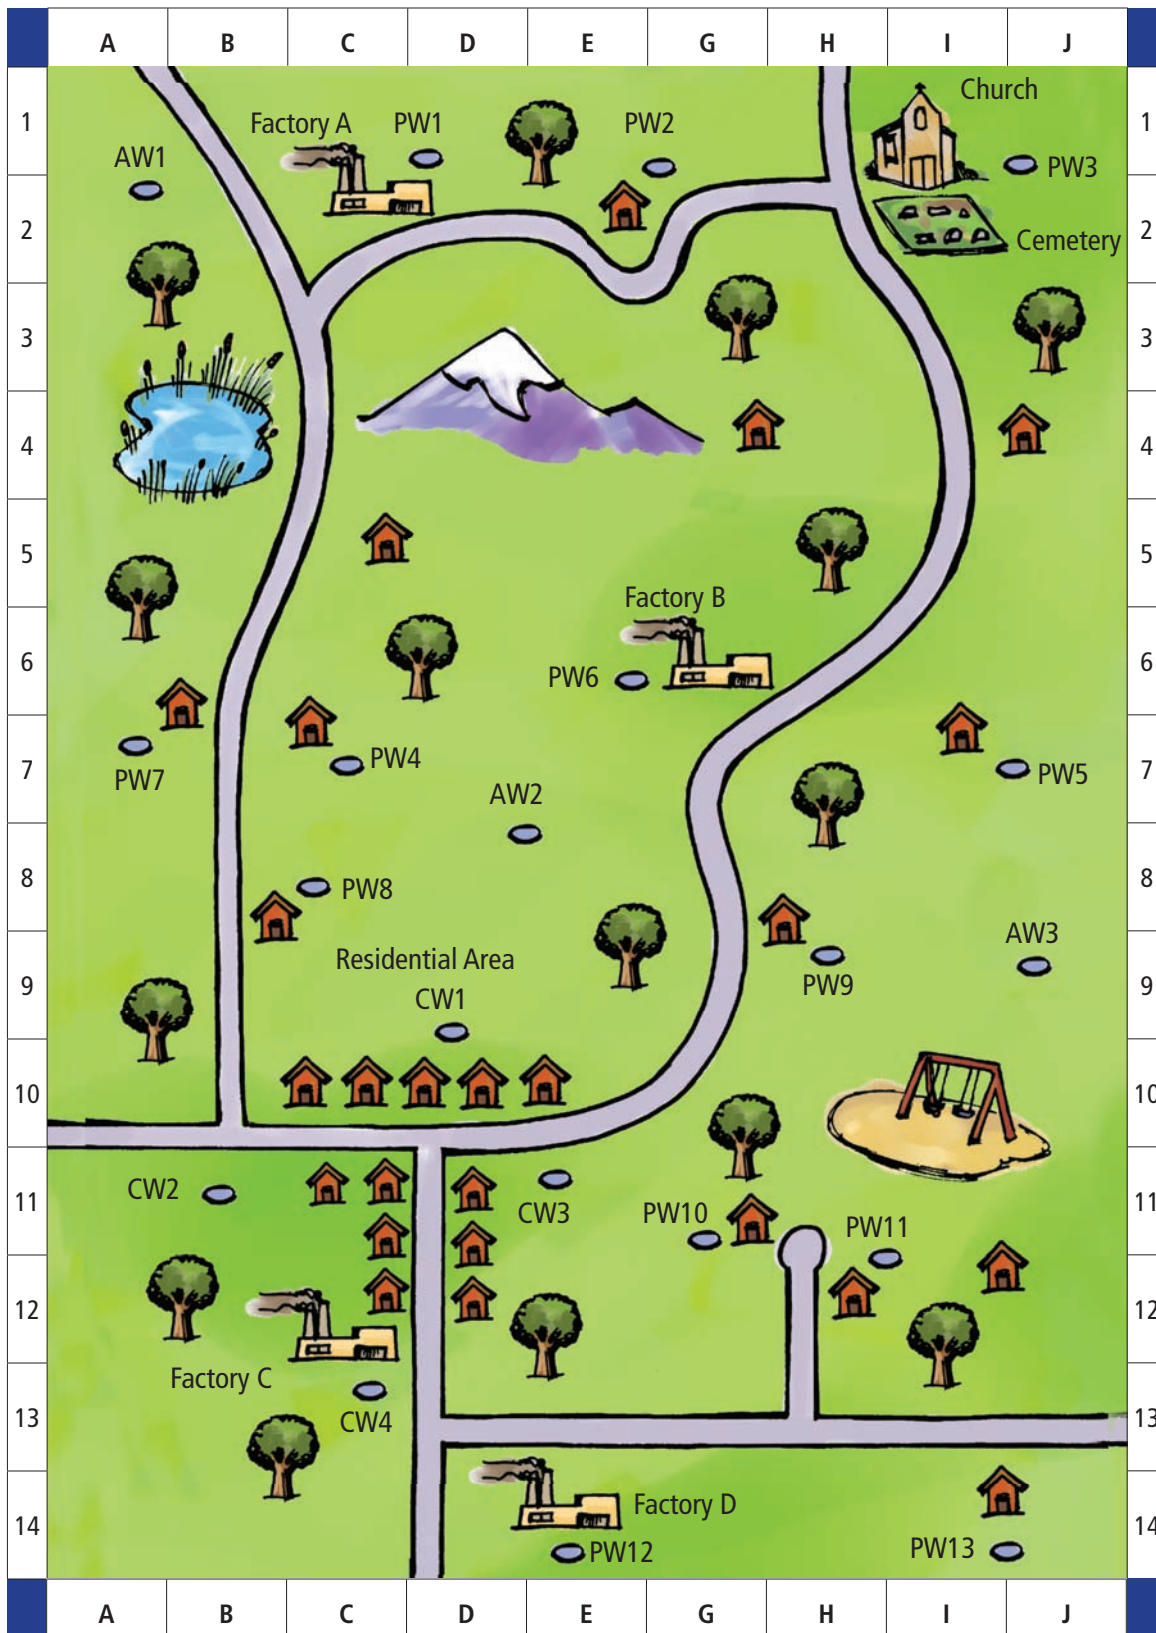 A B C D E G H I J
1 1
Church
Factory A PW1 PW2
AW1
PW3
2 2
Cemetery
3 3
4 4
5 5
Factory B
6 6
PW6
7 7
PW4
PW5
PW7
AW2
8 8
PW8
AW3
Residential Area
9 9
PW9
CW1
10 10
11 11
CW2
CW3 PW10 PW11
12 12
Factory C
13 13
CW4
Factory D
14 14
PW12 PW13
A B C D E G H I J